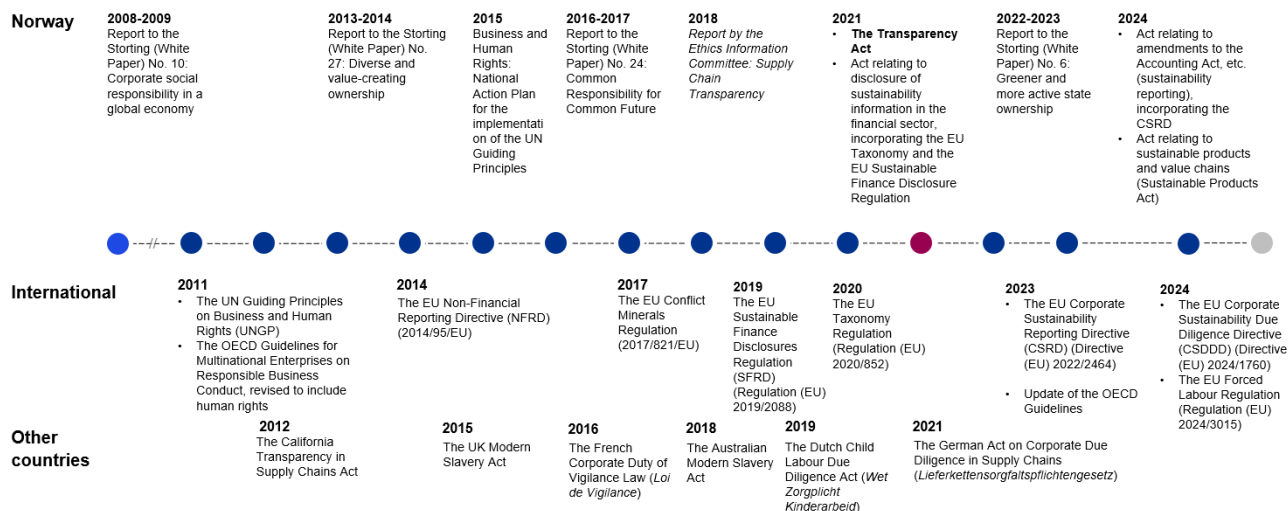 Norway
2008-2009
Report to the
Storting (White
Paper) No. 10:
Corporate social
responsibility in a
global economy
2013-2014
Report to the Storting
(White Paper) No.
27: Diverse and
value-creating
ownership
2015
Business and
Human
Rights:
National
Action Plan
for the
implementati
on of the UN
Guiding
Principles
2016-2017
Report to the
Storting (White
Paper) No. 24:
Common
Responsibility for
Common Future
2018
Report by the
Ethics Information
Committee: Supply
Chain
Transparency
2021
• The Transparency
Act
• Act relating to
disclosure of
sustainability
information in the
financial sector,
incorporating the EU
Taxonomy and the
EU Sustainable
Finance Disclosure
Regulation
2022-2023
Report to the
Storting (White
Paper) No. 6:
Greener and
more active state
ownership
2024
• Act relating to
amendments to the
Accounting Act, etc.
(sustainability
reporting),
incorporating the
CSRD
• Act relating to
sustainable products
and value chains
(Sustainable Products
Act)
//
International
2011
• The UN Guiding Principles
on Business and Human
Rights (UNGP)
• The OECD Guidelines for
Multinational Enterprises on
Responsible Business
Conduct, revised to include
human rights
2014
The EU Non-Financial
Reporting Directive (NFRD)
(2014/95/EU)
2017
The EU Conflict
Minerals
Regulation
(2017/821/EU)
2019
The EU
Sustainable
Finance
Disclosures
Regulation
(SFRD)
(Regulation (EU)
2019/2088)
2020
The EU
Taxonomy
Regulation
(Regulation (EU)
2020/852)
2023
• The EU Corporate
Sustainability
Reporting Directive
(CSRD) (Directive
(EU) 2022/2464)
• Update of the OECD
Guidelines
2024
• The EU Corporate
Sustainability Due
Diligence Directive
(CSDDD) (Directive
(EU) 2024/1760)
• The EU Forced
Labour Regulation
(Regulation (EU)
2024/3015)
Other
countries
2012
The California
Transparency in
Supply Chains Act
2015
The UK Modern
Slavery Act
2016
The French
Corporate Duty of
Vigilance Law (Loi
de Vigilance)
2018
The Australian
Modern Slavery
Act
2019
The Dutch Child
Labour Due
Diligence Act (Wet
Zorgplicht
Kinderarbeid)
2021
The German Act on Corporate Due
Diligence in Supply Chains
(Lieferkettensorgfaltspflichtengesetz)